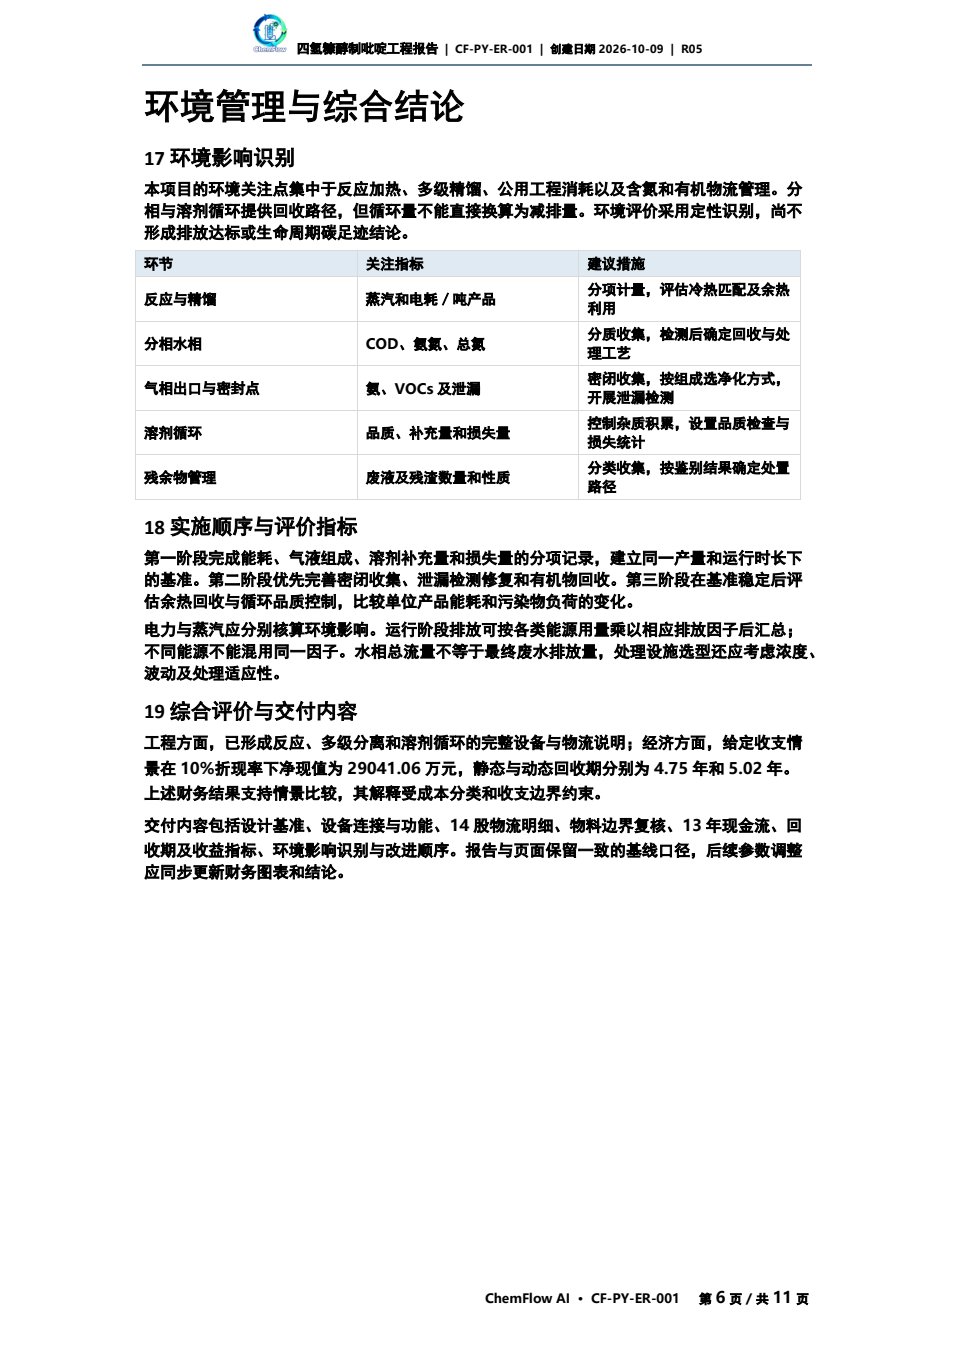 ChemFlow
四氢糠醇制吡啶工程报告 | CF-PY-ER-001 | 创建日期 2026-10-09 | R05
环境管理与综合结论
17 环境影响识别
本项目的环境关注点集中于反应加热、多级精馏、公用工程消耗以及含氮和有机物流管理。分
相与溶剂循环提供回收路径，但循环量不能直接换算为减排量。环境评价采用定性识别，尚不
形成排放达标或生命周期碳足迹结论。
环节 关注指标 建议措施
反应与精馏 蒸汽和电耗 / 吨产品 分项计量，评估冷热匹配及余热
利用
分相水相 COD、氨氮、总氮 分质收集，检测后确定回收与处
理工艺
气相出口与密封点 氨、VOCs 及泄漏 密闭收集，按组成选净化方式，
开展泄漏检测
溶剂循环 品质、补充量和损失量 控制杂质积累，设置品质检查与
损失统计
残余物管理 废液及残渣数量和性质 分类收集，按鉴别结果确定处置
路径
18 实施顺序与评价指标
第一阶段完成能耗、气液组成、溶剂补充量和损失量的分项记录，建立同一产量和运行时长下
的基准。第二阶段优先完善密闭收集、泄漏检测修复和有机物回收。第三阶段在基准稳定后评
估余热回收与循环品质控制，比较单位产品能耗和污染物负荷的变化。
电力与蒸汽应分别核算环境影响。运行阶段排放可按各类能源用量乘以相应排放因子后汇总；
不同能源不能混用同一因子。水相总流量不等于最终废水排放量，处理设施选型还应考虑浓度、
波动及处理适应性。
19 综合评价与交付内容
工程方面，已形成反应、多级分离和溶剂循环的完整设备与物流说明；经济方面，给定收支情
景在 10%折现率下净现值为 29041.06 万元，静态与动态回收期分别为 4.75 年和 5.02 年。
上述财务结果支持情景比较，其解释受成本分类和收支边界约束。
交付内容包括设计基准、设备连接与功能、14 股物流明细、物料边界复核、13 年现金流、回
收期及收益指标、环境影响识别与改进顺序。报告与页面保留一致的基线口径，后续参数调整
应同步更新财务图表和结论。
ChemFlow AI · CF-PY-ER-001 第 6 页 / 共 11 页